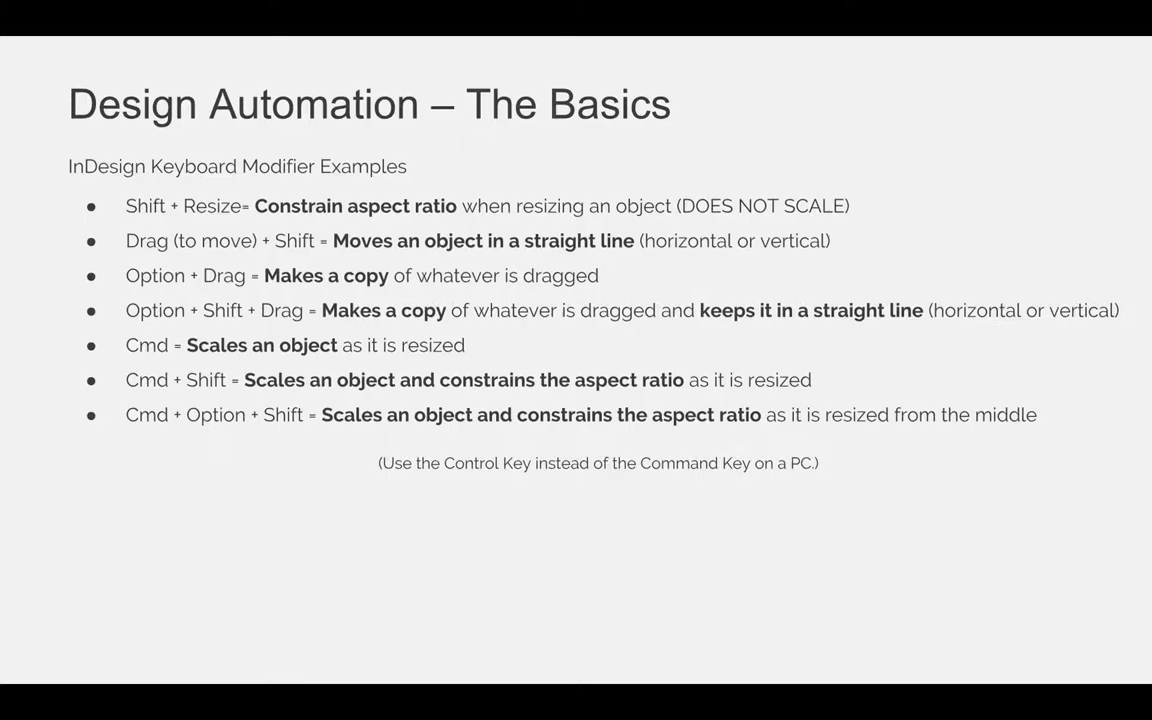 Design Automation – The Basics
InDesign Keyboard Modifier Examples
● Shift + Resize= Constrain aspect ratio when resizing an object (DOES NOT SCALE)
● Drag (to move) + Shift = Moves an object in a straight line (horizontal or vertical)
● Option + Drag = Makes a copy of whatever is dragged
● Option + Shift + Drag = Makes a copy of whatever is dragged and keeps it in a straight line (horizontal or vertical)
● Cmd = Scales an object as it is resized
● Cmd + Shift = Scales an object and constrains the aspect ratio as it is resized
● Cmd + Option + Shift = Scales an object and constrains the aspect ratio as it is resized from the middle
(Use the Control Key instead of the Command Key on a PC.)